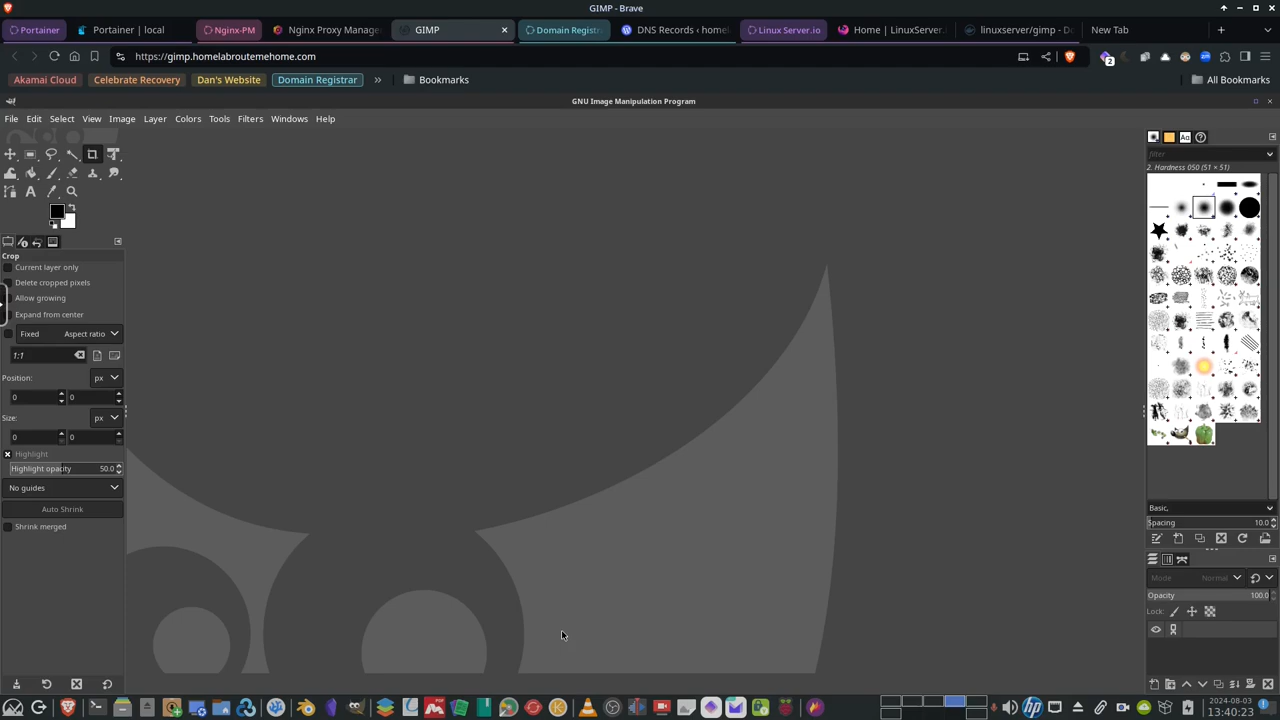 GIMP - Brave
Portainer
Portainer | local
Nginx-PM
Nginx Proxy Manage
GIMP
Domain Registr
DNS Records ‹ home
Linux Server.io
Home | LinuxServer.
linuxserver/gimp - Do
New Tab
https://gimp.homelabroutemehome.com
2
Akamai Cloud
Celebrate Recovery
Dan's Website
Domain Registrar
Bookmarks
All Bookmarks
GNU Image Manipulation Program
File Edit Select View Image Layer Colors Tools Filters Windows Help
filter
2. Hardness 050 (51 × 51)
Crop
Current layer only
Delete cropped pixels
Allow growing
Expand from center
Fixed Aspect ratio
1:1
Position: px
0 0
Size: px
0 0
Highlight
Highlight opacity 50.0
No guides
Auto Shrink
Shrink merged
Basic,
Spacing 10.0
Mode Normal
Opacity 100.0
Lock:
2024-08-03
13:40:23